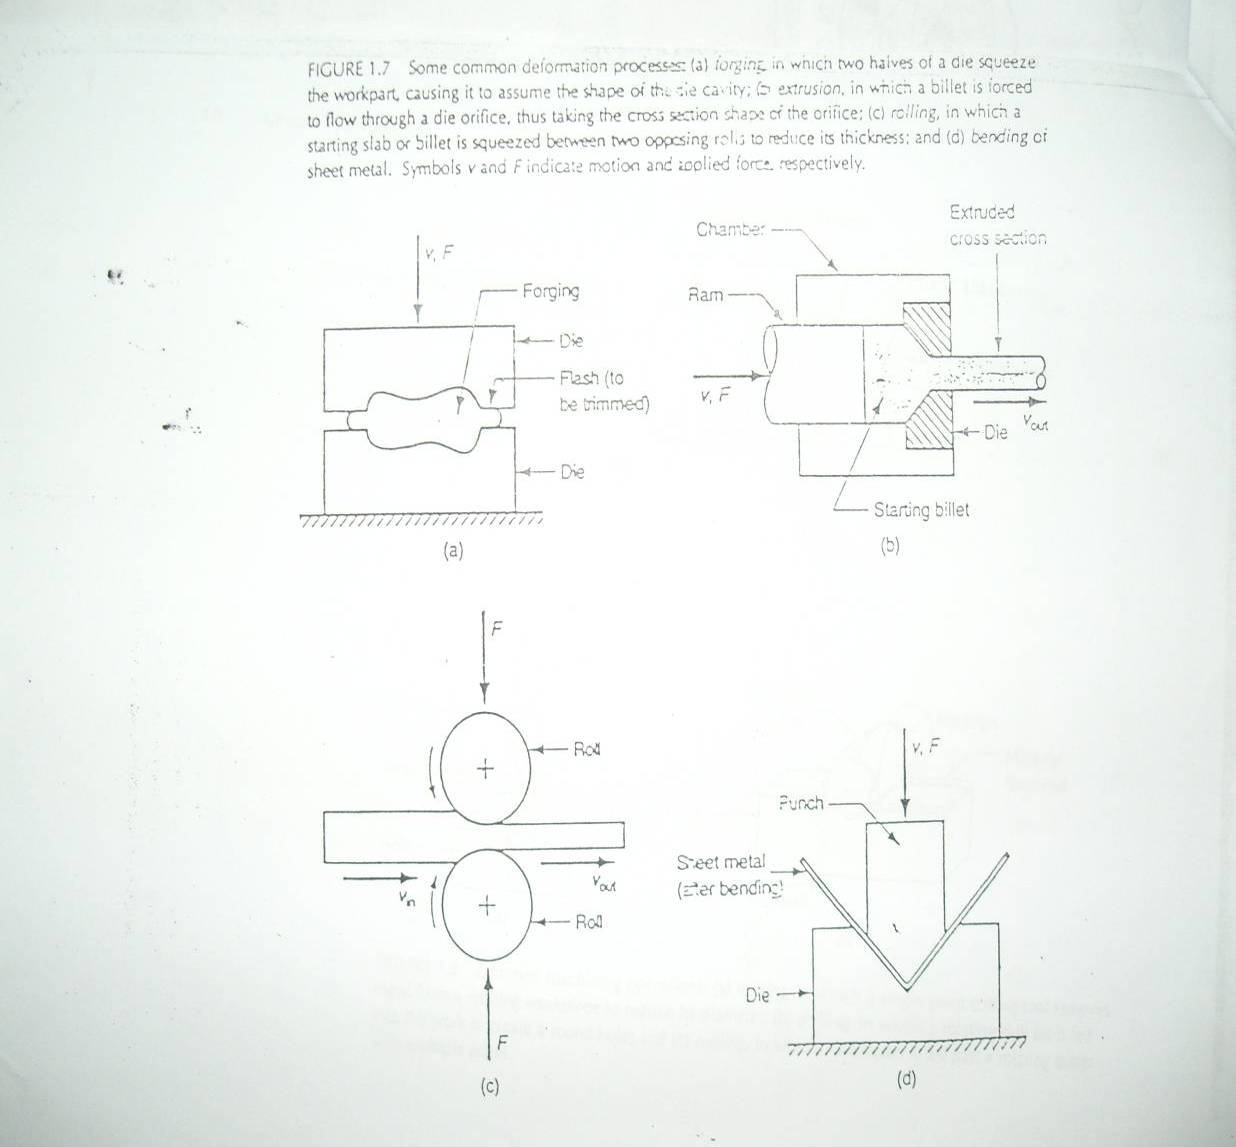 FIGURE 1.7 Some common deformation processes: (a) forging, in which two halves of a die squeeze
the workpart, causing it to assume the shape of the die cavity; (b) extrusion, in which a billet is forced
to flow through a die orifice, thus taking the cross section shape of the orifice; (c) rolling, in which a
starting slab or billet is squeezed between two opposing rolls to reduce its thickness; and (d) bending of
sheet metal. Symbols v and F indicate motion and applied force, respectively.
v, F
Forging
Die
Flash (to
be trimmed)
Die
(a)
Chamber
Extruded
cross section
Ram
v, F
Die
vout
Starting billet
(b)
F
Roll
vin
vout
Roll
F
(c)
v, F
Punch
Sheet metal
(after bending)
Die
(d)